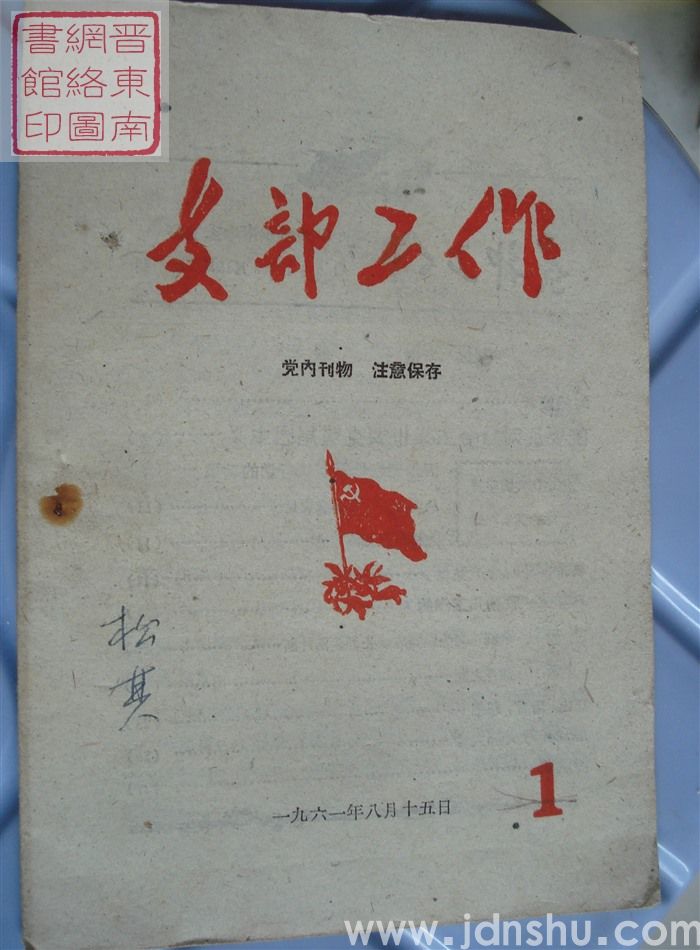 晋東南
網絡圖
書館印
支部工作
党內刊物 注意保存
松其
1
一九六一年八月十五日
www.jdnshu.com